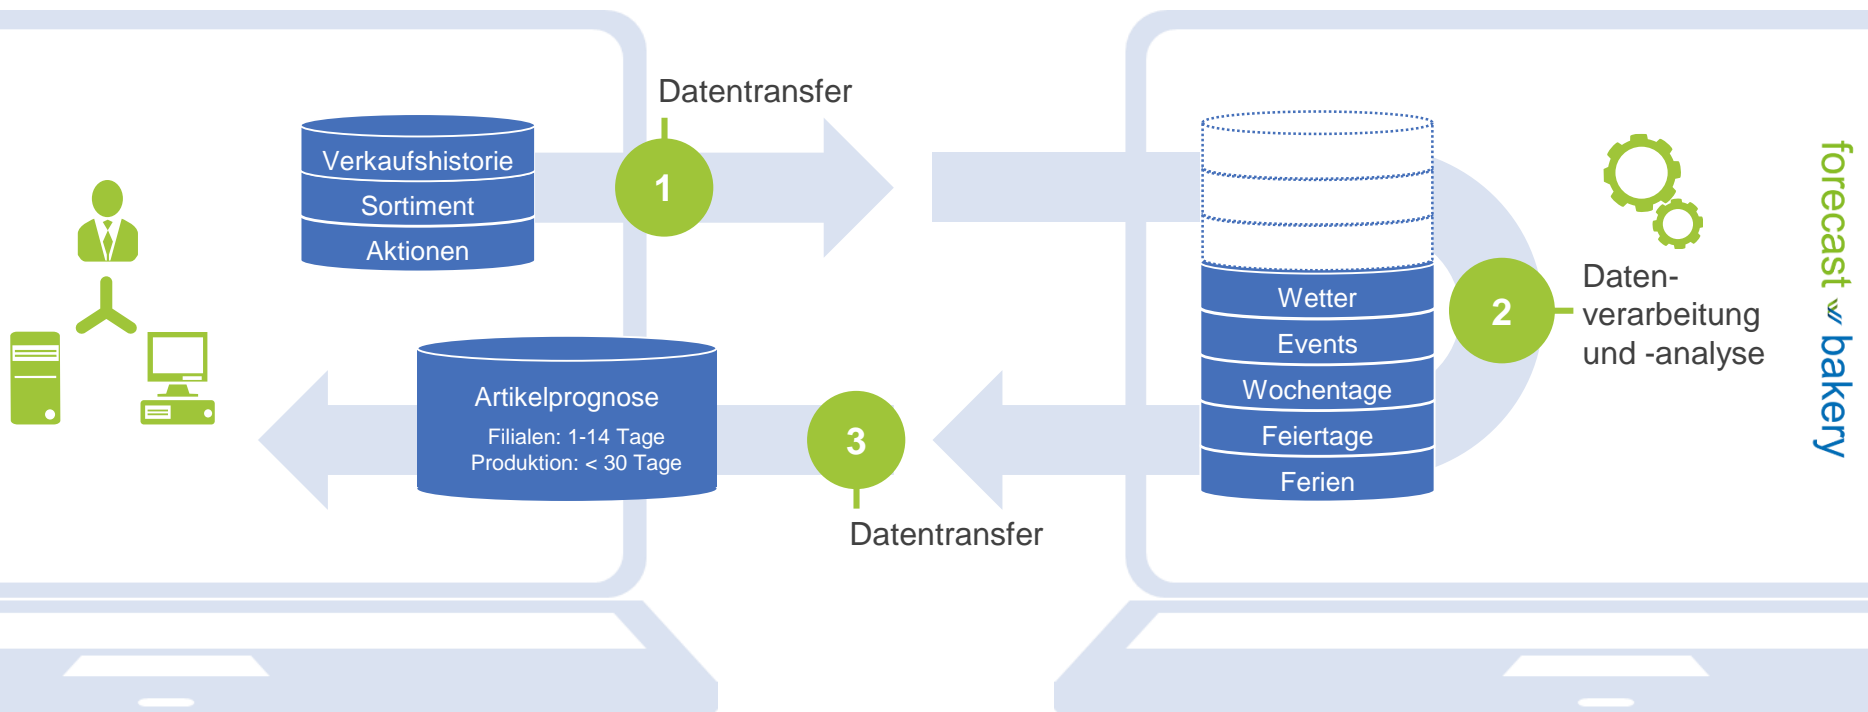 Datentransfer
Verkaufshistorie
Sortiment
Aktionen
1
Artikelprognose
Filialen: 1-14 Tage
Produktion: < 30 Tage
3
Datentransfer
Wetter
Events
Wochentage
Feiertage
Ferien
2
Daten-
verarbeitung
und -analyse
forecast bakery